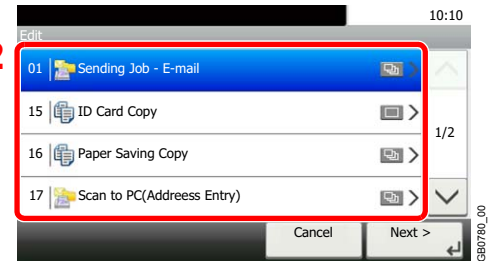 10:10
Edit
2
01 Sending Job - E-mail
15 ID Card Copy
16 Paper Saving Copy
17 Scan to PC(Addreess Entry)
1/2
Cancel Next >
GB0780_00